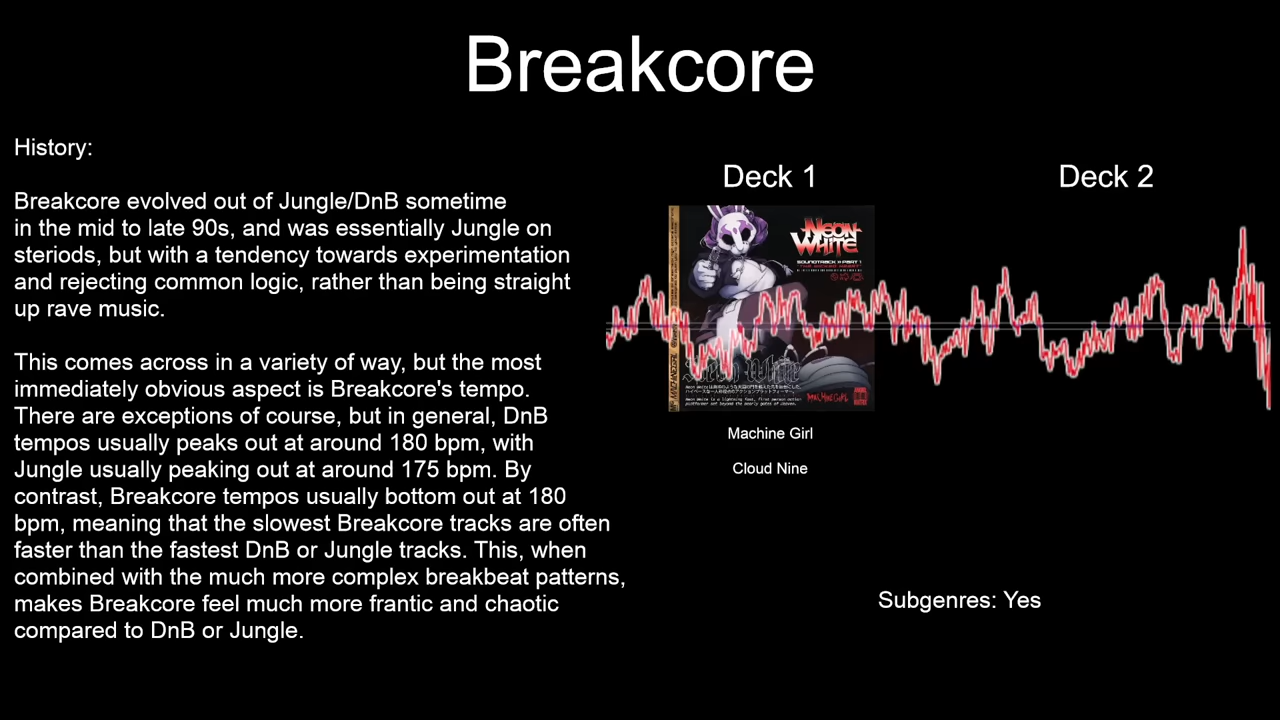 Breakcore
History:
Breakcore evolved out of Jungle/DnB sometime
in the mid to late 90s, and was essentially Jungle on
steriods, but with a tendency towards experimentation
and rejecting common logic, rather than being straight
up rave music.
This comes across in a variety of way, but the most
immediately obvious aspect is Breakcore's tempo.
There are exceptions of course, but in general, DnB
tempos usually peaks out at around 180 bpm, with
Jungle usually peaking out at around 175 bpm. By
contrast, Breakcore tempos usually bottom out at 180
bpm, meaning that the slowest Breakcore tracks are often
faster than the fastest DnB or Jungle tracks. This, when
combined with the much more complex breakbeat patterns,
makes Breakcore feel much more frantic and chaotic
compared to DnB or Jungle.
Deck 1
Deck 2
NEON
WHITE
SOUNDTRACK PART 1
Neon White
MACHINE GIRL
Machine Girl
Cloud Nine
Subgenres: Yes